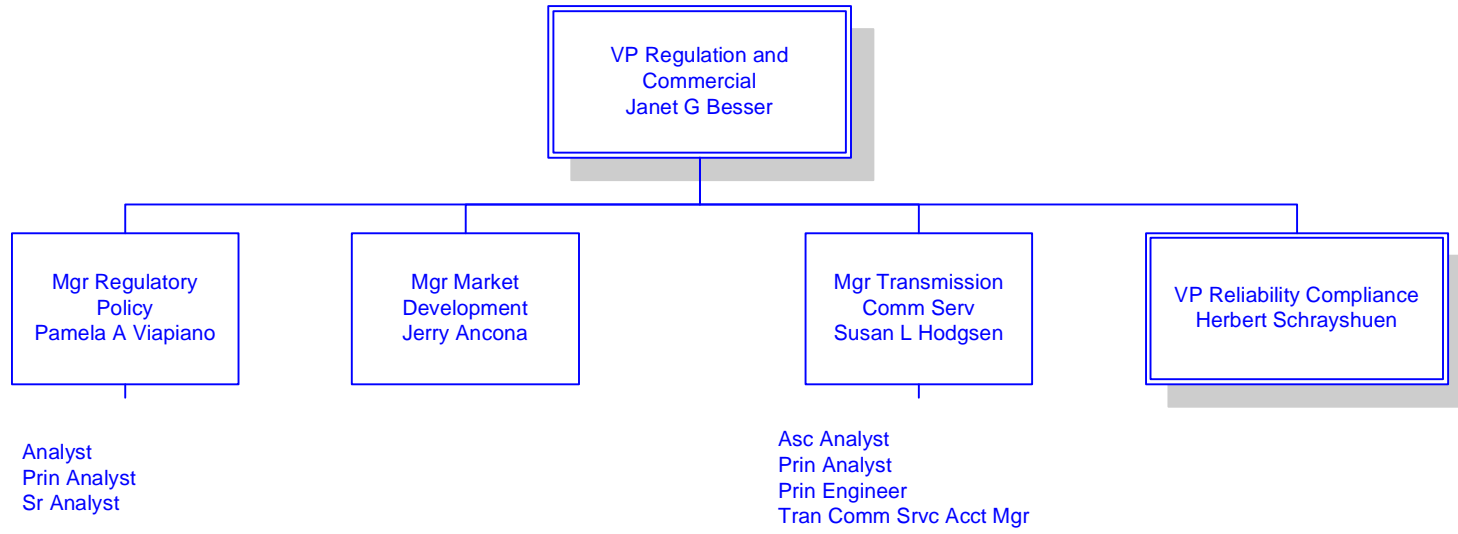 VP Regulation and
Commercial
Janet G Besser
Mgr Regulatory
Policy
Pamela A Viapiano
Mgr Market
Development
Jerry Ancona
Mgr Transmission
Comm Serv
Susan L Hodgsen
VP Reliability Compliance
Herbert Schrayshuen
Analyst
Prin Analyst
Sr Analyst
Asc Analyst
Prin Analyst
Prin Engineer
Tran Comm Srvc Acct Mgr